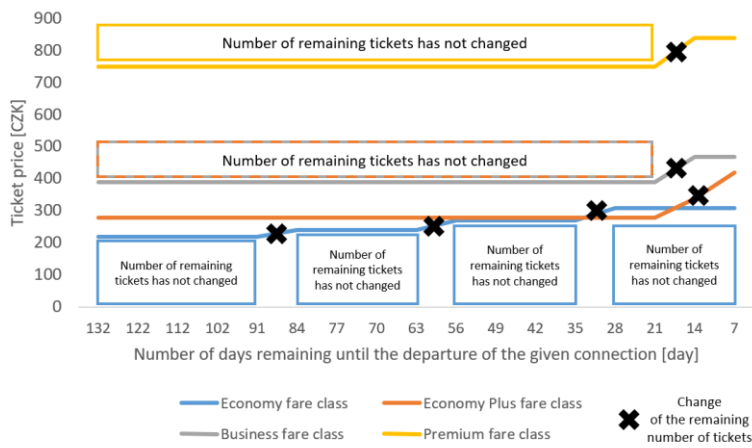 900
800
700
600
500
400
300
200
100
0
Ticket price [CZK]
Number of remaining tickets has not changed
Number of remaining tickets has not changed
Number of remaining
tickets has not changed
Number of
remaining tickets
has not changed
Number of
remaining tickets
has not changed
Number of
remaining tickets
has not changed
132 122 112 102 91 84 77 70 63 56 49 42 35 28 21 14 7
Number of days remaining until the departure of the given connection [day]
Economy fare class
Economy Plus fare class
Business fare class
Premium fare class
Change
of the remaining
number of tickets